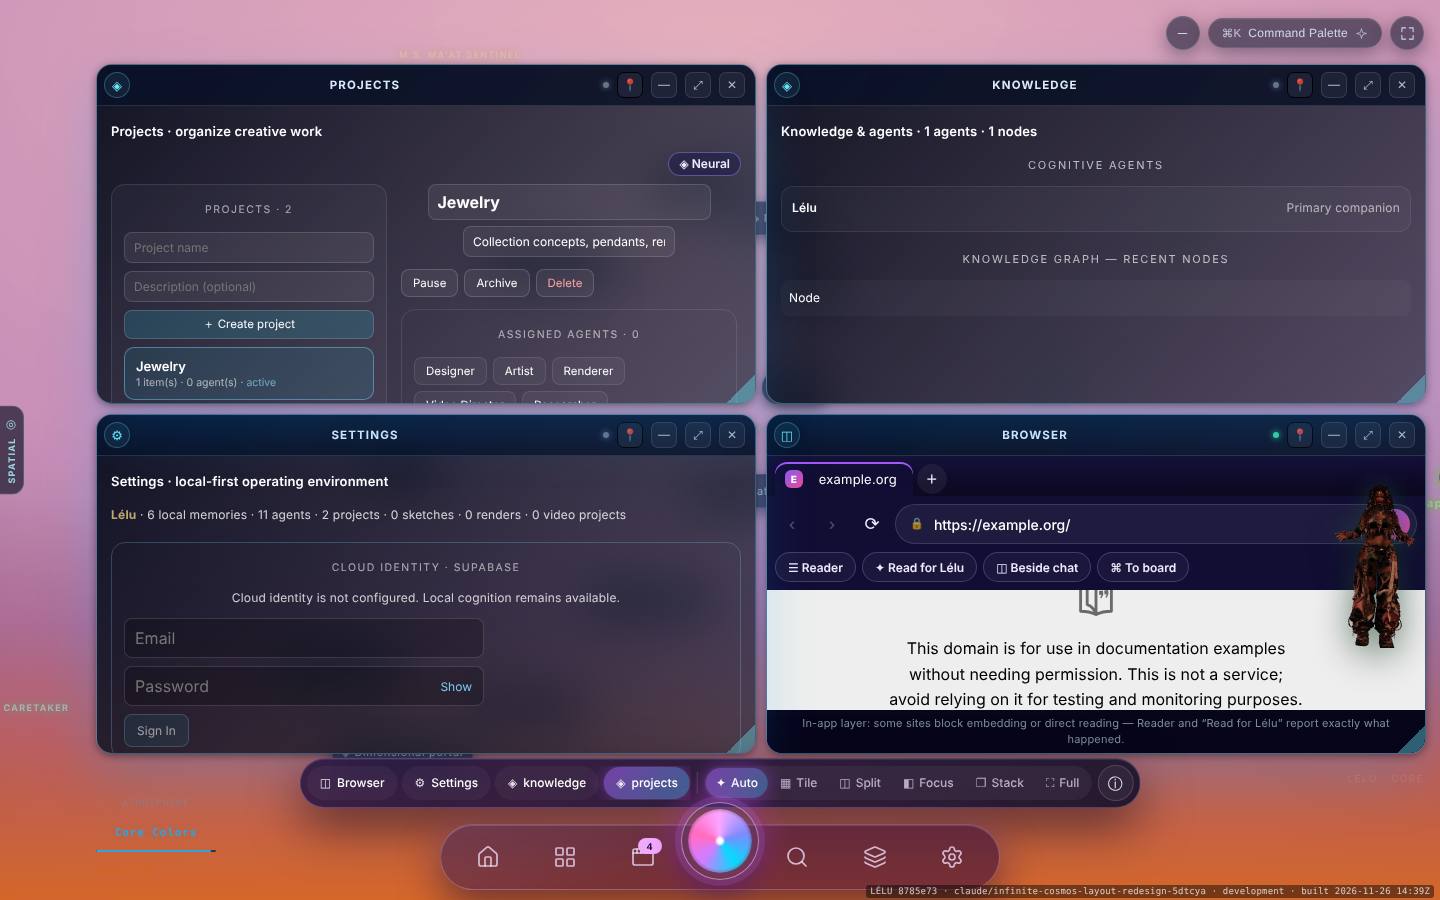 ⌘K Command Palette
M.S. MA'AT SENTINEL
PROJECTS
Projects · organize creative work
Neural
PROJECTS · 2
Project name
Description (optional)
+ Create project
Jewelry
1 item(s) · 0 agent(s) · active
Jewelry
Collection concepts, pendants, rei
Pause Archive Delete
ASSIGNED AGENTS · 0
Designer Artist Renderer
KNOWLEDGE
Knowledge & agents · 1 agents · 1 nodes
COGNITIVE AGENTS
Lélu Primary companion
KNOWLEDGE GRAPH — RECENT NODES
Node
SPATIAL
SETTINGS
Settings · local-first operating environment
Lélu · 6 local memories · 11 agents · 2 projects · 0 sketches · 0 renders · 0 video projects
CLOUD IDENTITY · SUPABASE
Cloud identity is not configured. Local cognition remains available.
Email
Password Show
Sign In
BROWSER
E example.org +
https://example.org/
Reader Read for Lélu Beside chat ⌘ To board
This domain is for use in documentation examples
without needing permission. This is not a service;
avoid relying on it for testing and monitoring purposes.
In-app layer: some sites block embedding or direct reading — Reader and “Read for Lélu” report exactly what
happened.
CARETAKER
Browser Settings knowledge projects Auto Tile Split Focus Stack Full
LÉLU · CORE
ATMOSPHERE
Core Colors
4
LÉLU 8785e73 · claude/infinite-cosmos-layout-redesign-5dtcya · development · built 2026-11-26 14:39Z